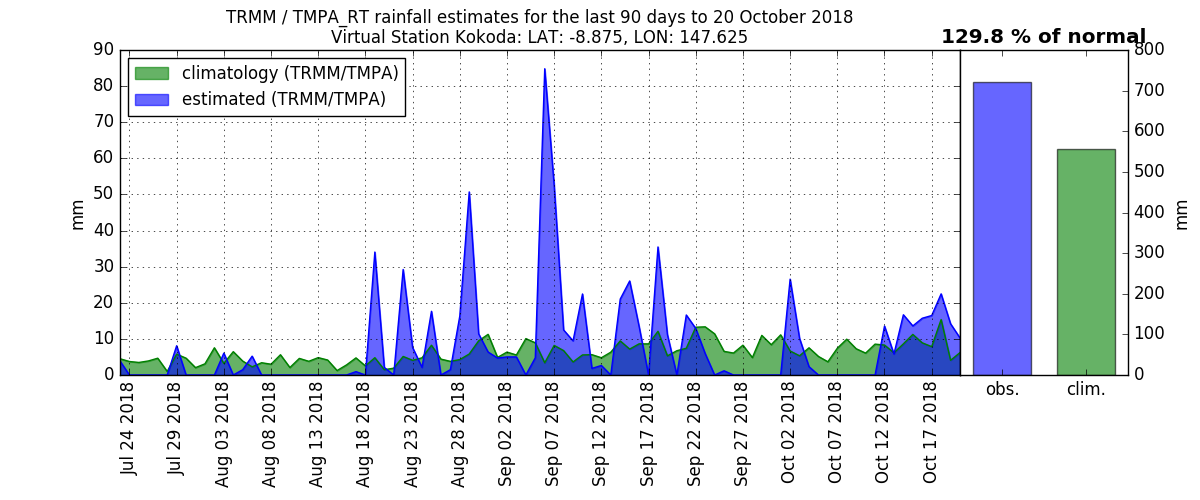 TRMM / TMPA_RT rainfall estimates for the last 90 days to 20 October 2018
Virtual Station Kokoda: LAT: -8.875, LON: 147.625
129.8 % of normal
climatology (TRMM/TMPA)
estimated (TRMM/TMPA)
mm
90
80
70
60
50
40
30
20
10
0
Jul 24 2018
Jul 29 2018
Aug 03 2018
Aug 08 2018
Aug 13 2018
Aug 18 2018
Aug 23 2018
Aug 28 2018
Sep 02 2018
Sep 07 2018
Sep 12 2018
Sep 17 2018
Sep 22 2018
Sep 27 2018
Oct 02 2018
Oct 07 2018
Oct 12 2018
Oct 17 2018
800
700
600
500
400
300
200
100
0
mm
obs.
clim.